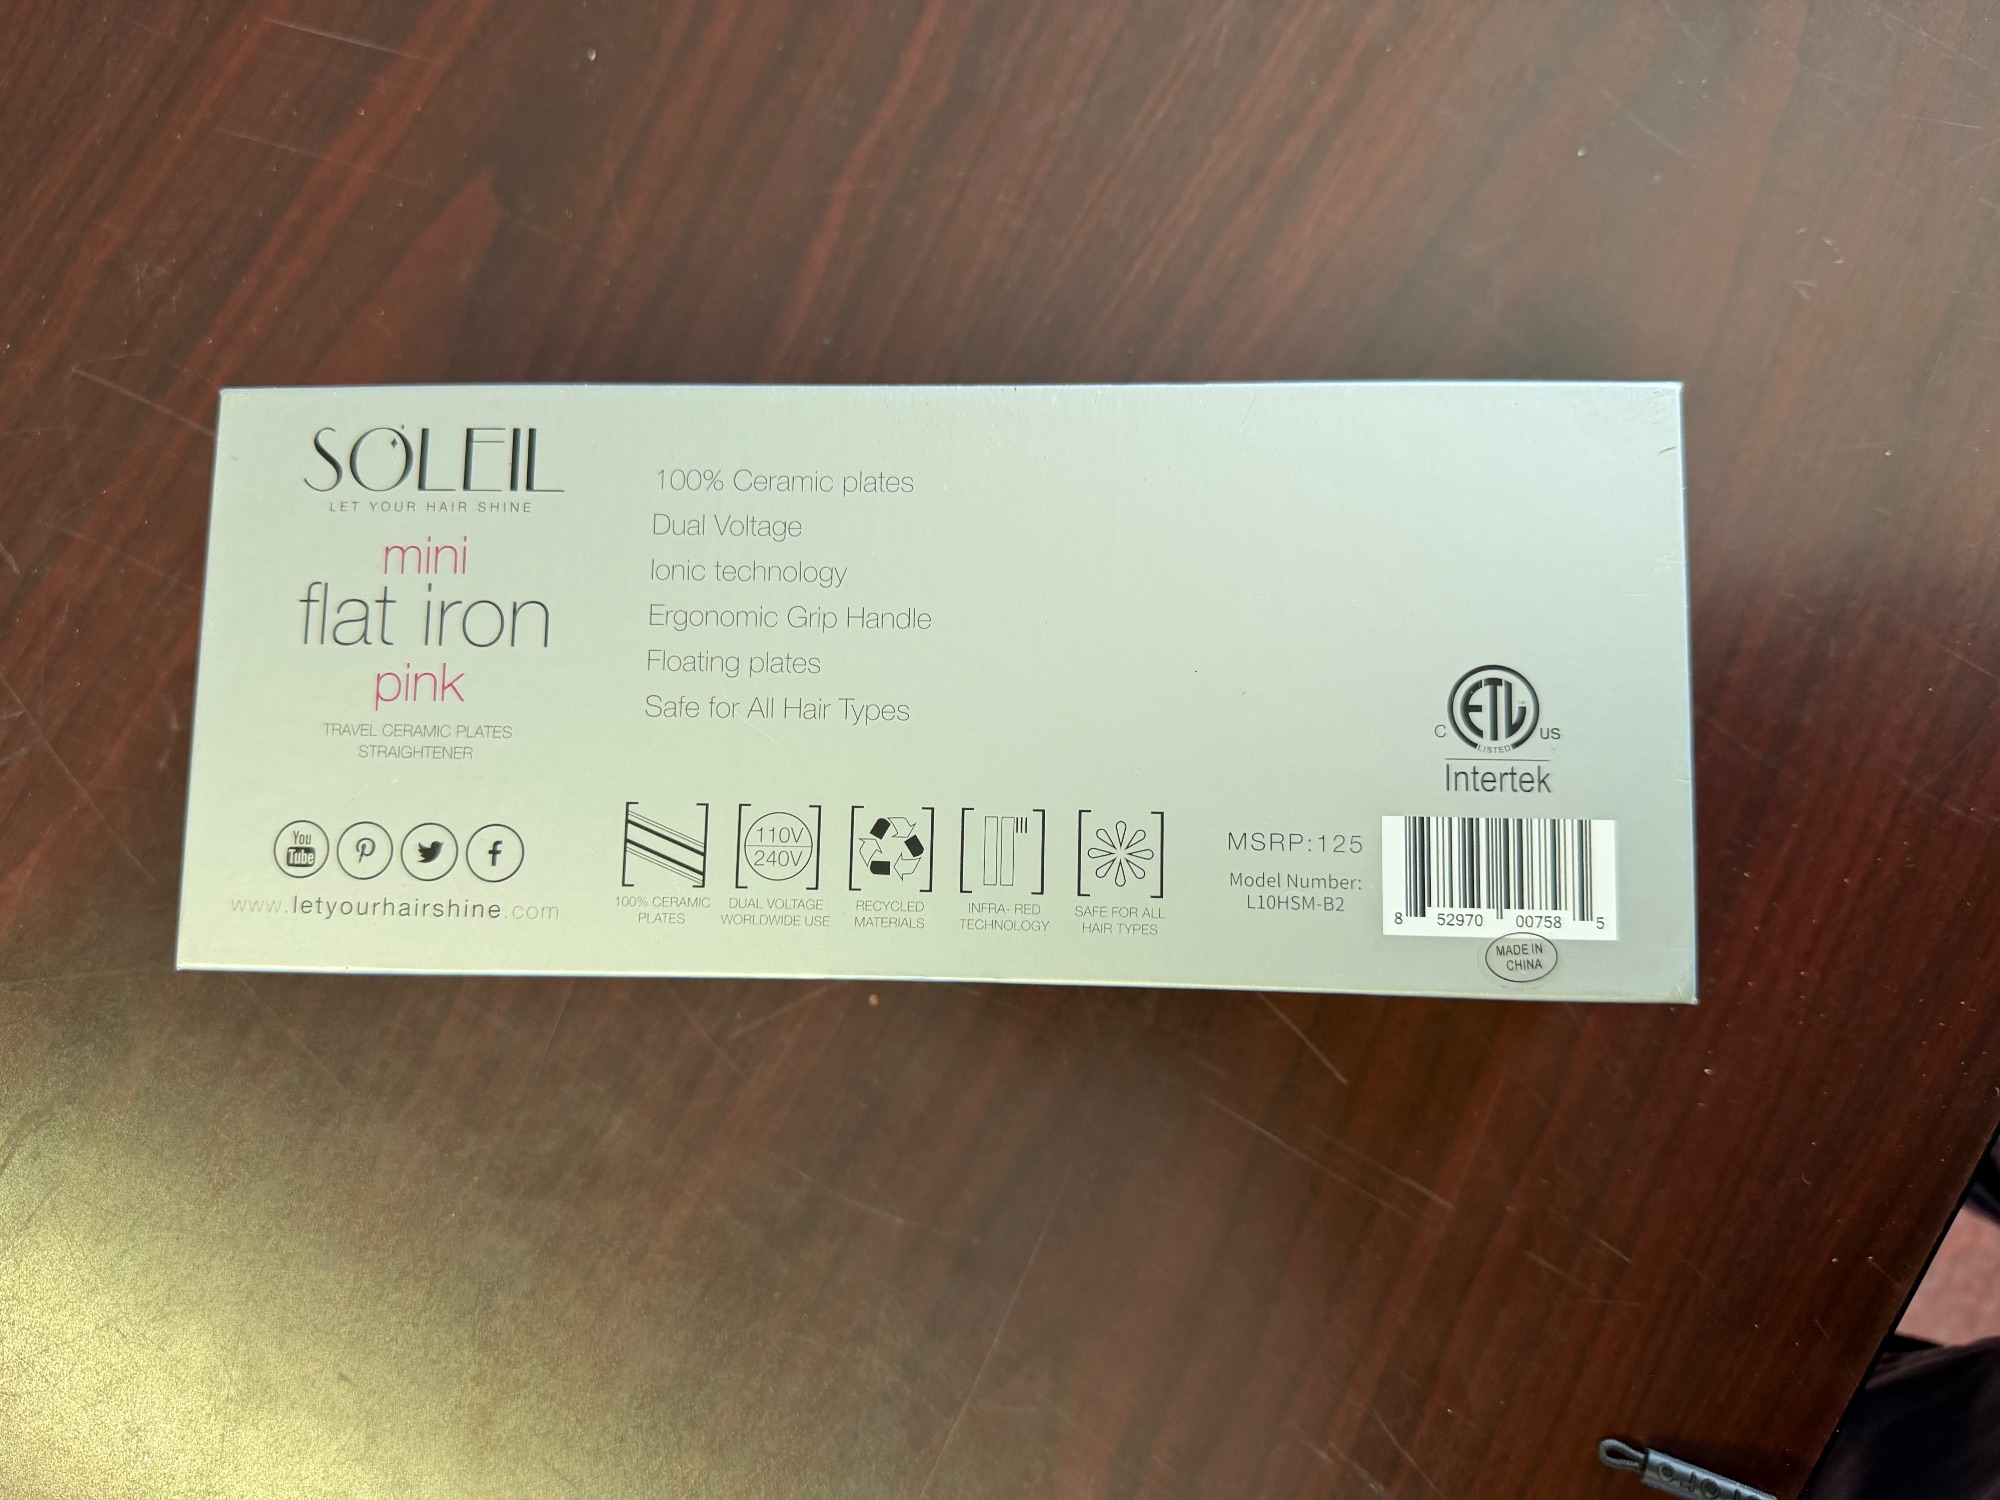 SOLEIL
LET YOUR HAIR SHINE
mini
flat iron
pink
TRAVEL CERAMIC PLATES
STRAIGHTENER
You
Tube
www.letyourhairshine.com
100% Ceramic plates
Dual Voltage
Ionic technology
Ergonomic Grip Handle
Floating plates
Safe for All Hair Types
100% CERAMIC
PLATES
110V
240V
DUAL VOLTAGE
WORLDWIDE USE
RECYCLED
MATERIALS
INFRA- RED
TECHNOLOGY
SAFE FOR ALL
HAIR TYPES
MSRP:125
Model Number:
L10HSM-B2
C ETL US
LISTED
Intertek
8 52970 00758 5
MADE IN
CHINA